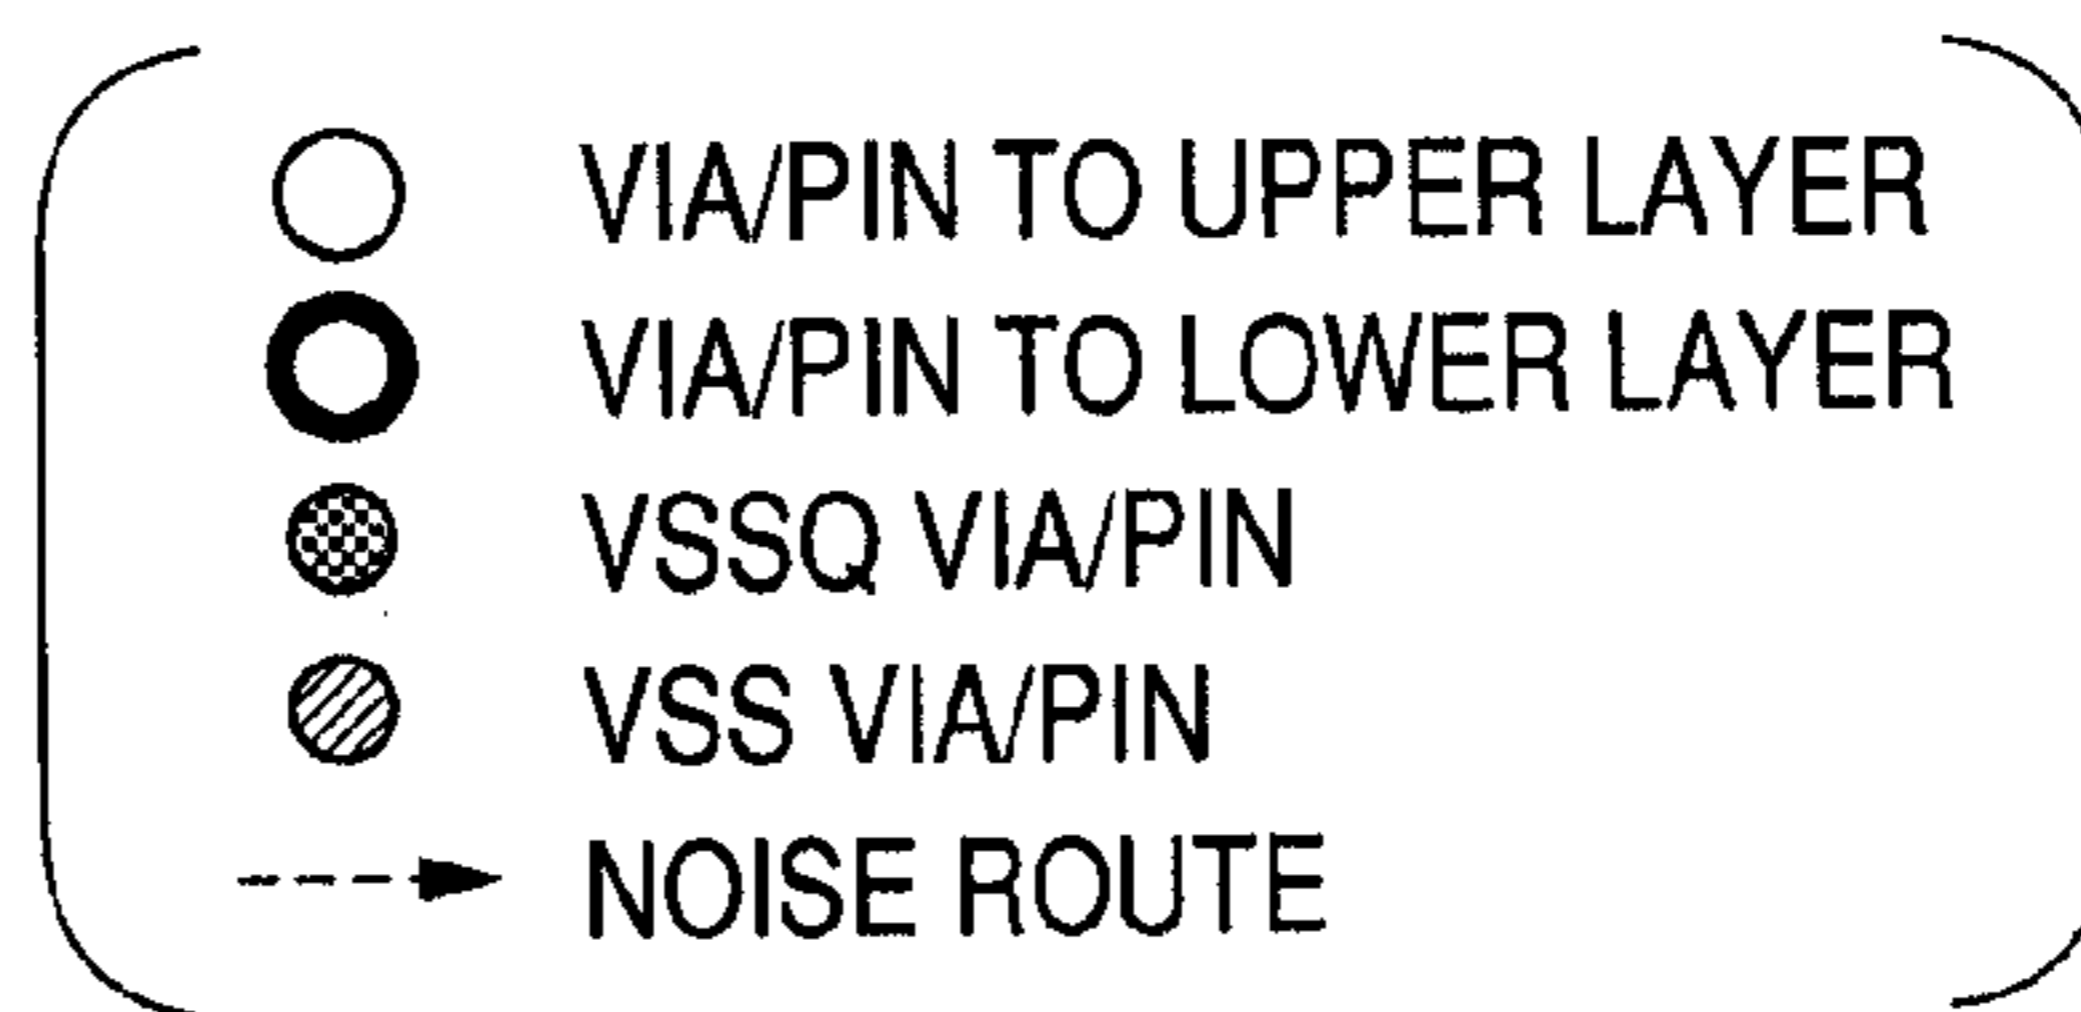 VIA/PIN TO UPPER LAYER
VIA/PIN TO LOWER LAYER
VSSQ VIA/PIN
VSS VIA/PIN
NOISE ROUTE